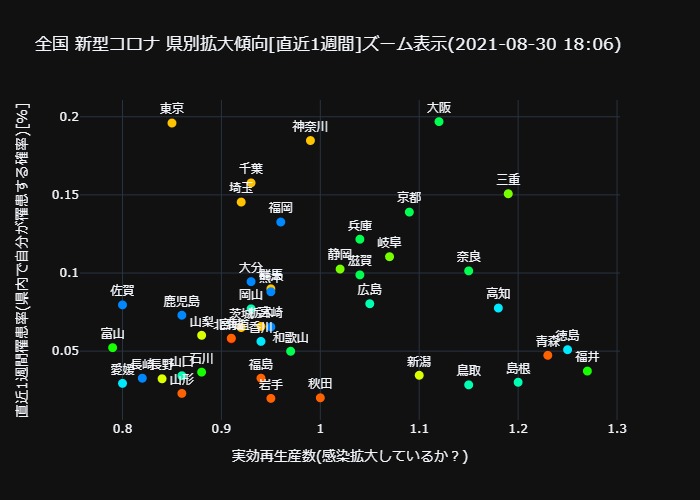 全国 新型コロナ 県別拡大傾向[直近1週間]ズーム表示(2021-08-30 18:06)
直近1週間罹患率(県内で自分が罹患する確率)[%]
0.2
0.15
0.1
0.05
東京
大阪
神奈川
千葉
三重
埼玉
京都
福岡
兵庫
岐阜
静岡
滋賀
奈良
大分
佐賀
広島
高知
岡山
鹿児島
山梨
茨城
宮崎
香川
富山
和歌山
青森
徳島
愛媛
長崎
長野
山口
石川
福島
新潟
鳥取
島根
福井
山形
岩手
秋田
0.8
0.9
1
1.1
1.2
1.3
実効再生産数(感染拡大しているか？)